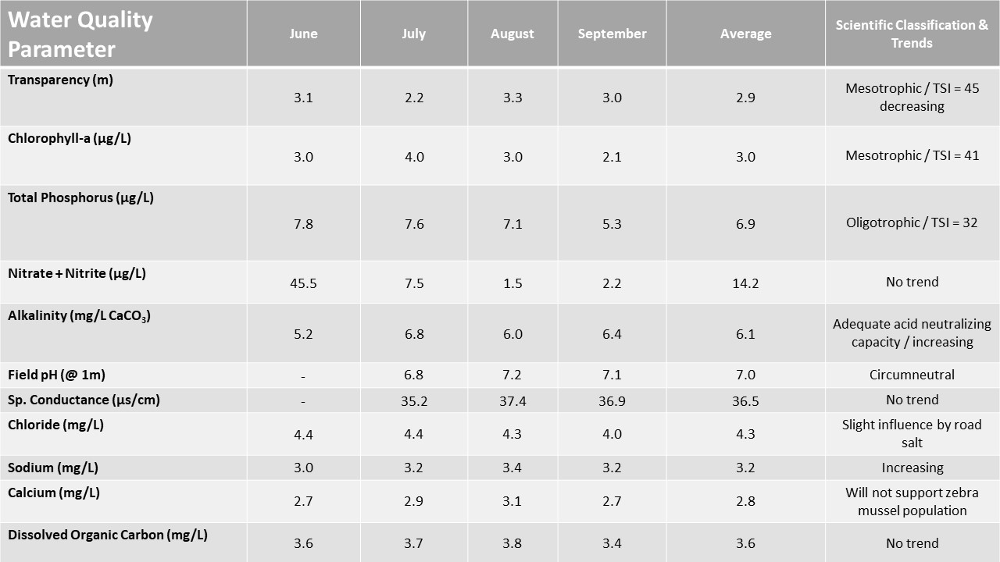 Water Quality
Parameter
June
July
August
September
Average
Scientific Classification &
Trends
Transparency (m)
3.1
2.2
3.3
3.0
2.9
Mesotrophic / TSI = 45
decreasing
Chlorophyll-a (µg/L)
3.0
4.0
3.0
2.1
3.0
Mesotrophic / TSI = 41
Total Phosphorus (µg/L)
7.8
7.6
7.1
5.3
6.9
Oligotrophic / TSI = 32
Nitrate + Nitrite (µg/L)
45.5
7.5
1.5
2.2
14.2
No trend
Alkalinity (mg/L CaCO₃)
5.2
6.8
6.0
6.4
6.1
Adequate acid neutralizing
capacity / increasing
Field pH (@ 1m)
-
6.8
7.2
7.1
7.0
Circumneutral
Sp. Conductance (µs/cm)
-
35.2
37.4
36.9
36.5
No trend
Chloride (mg/L)
4.4
4.4
4.3
4.0
4.3
Slight influence by road
salt
Sodium (mg/L)
3.0
3.2
3.4
3.2
3.2
Increasing
Calcium (mg/L)
2.7
2.9
3.1
2.7
2.8
Will not support zebra
mussel population
Dissolved Organic Carbon (mg/L)
3.6
3.7
3.8
3.4
3.6
No trend